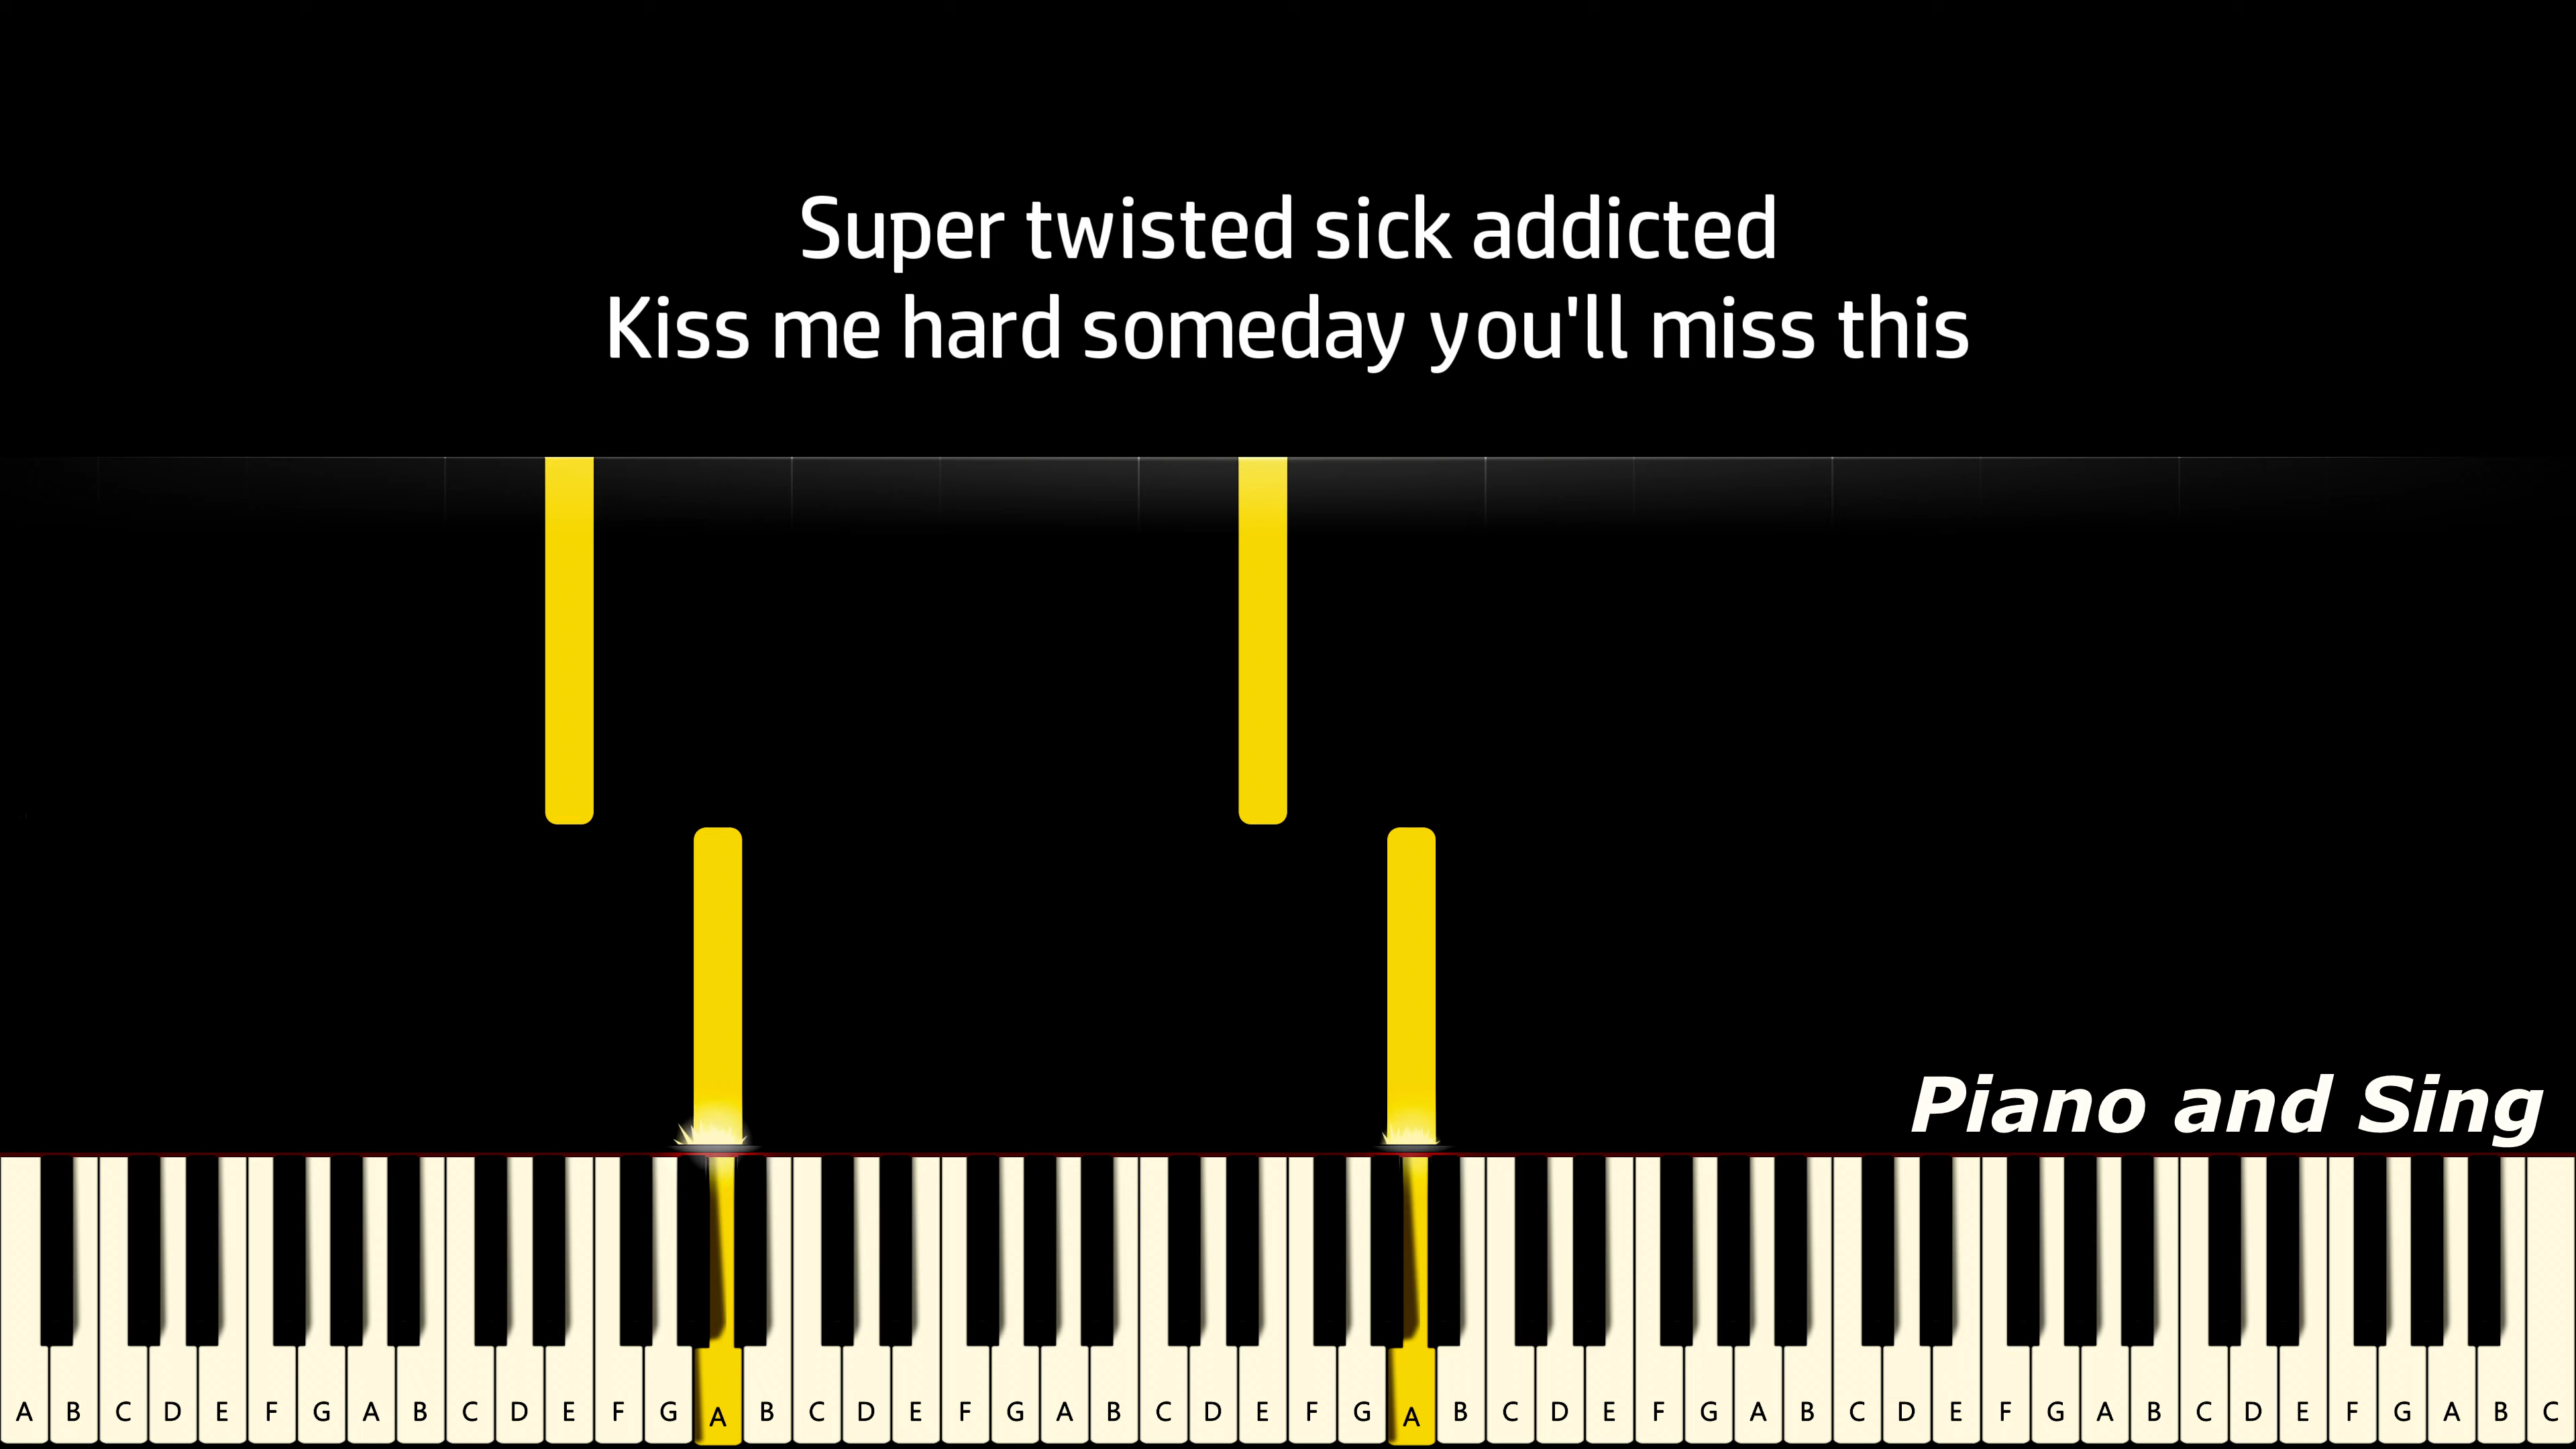 Super twisted sick addicted
Kiss me hard someday you'll miss this
Piano and Sing
A B C D E F G A B C D E F G A B C D E F G A B C D E F G A B C D E F G A B C D E F G A B C D E F G A B C